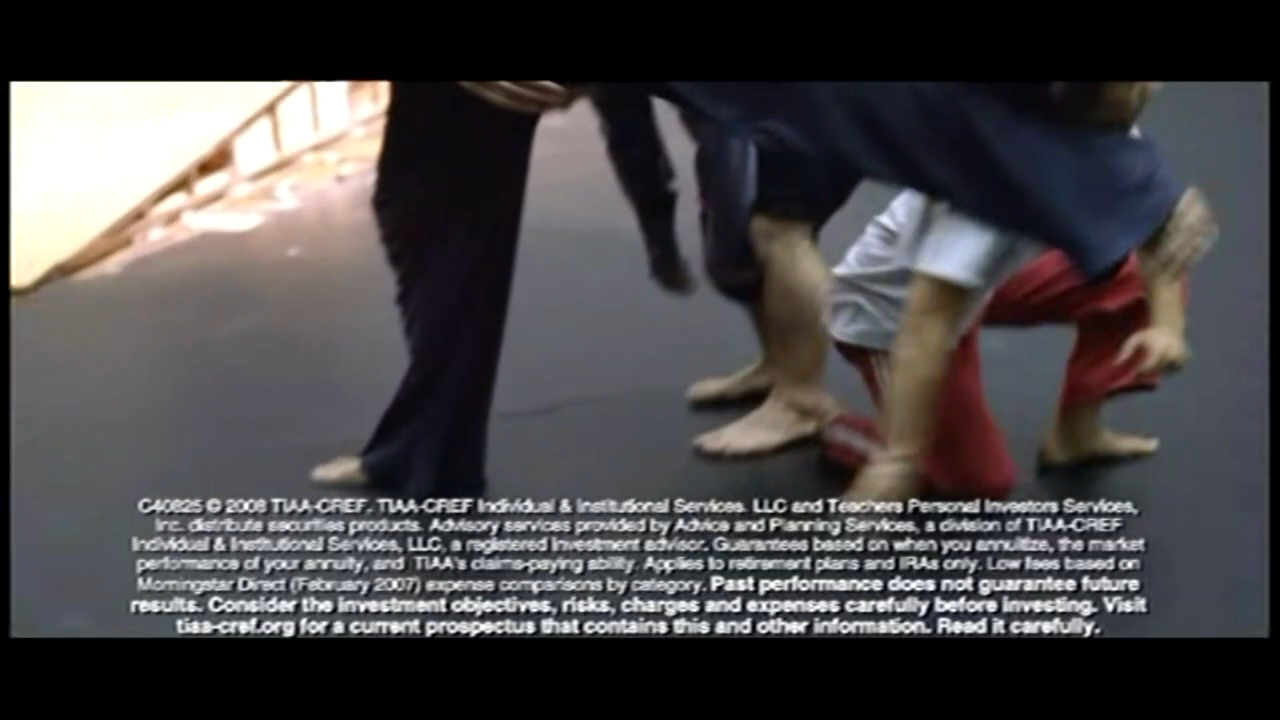 C40825 © 2008 TIAA-CREF. TIAA-CREF Individual & Institutional Services. LLC and Teachers Personal Investors Services,
Inc. distribute securities products. Advisory services provided by Advice and Planning Services, a division of TIAA-CREF
Individual & Institutional Services, LLC, a registered investment advisor. Guarantees based on when you annuitize, the market
performance of your annuity, and TIAA's claims-paying ability. Applies to retirement plans and IRAs only. Low fees based on
Morningstar Direct (February 2007) expense comparisons by category. Past performance does not guarantee future
results. Consider the investment objectives, risks, charges and expenses carefully before investing. Visit
tiaa-cref.org for a current prospectus that contains this and other information. Read it carefully.